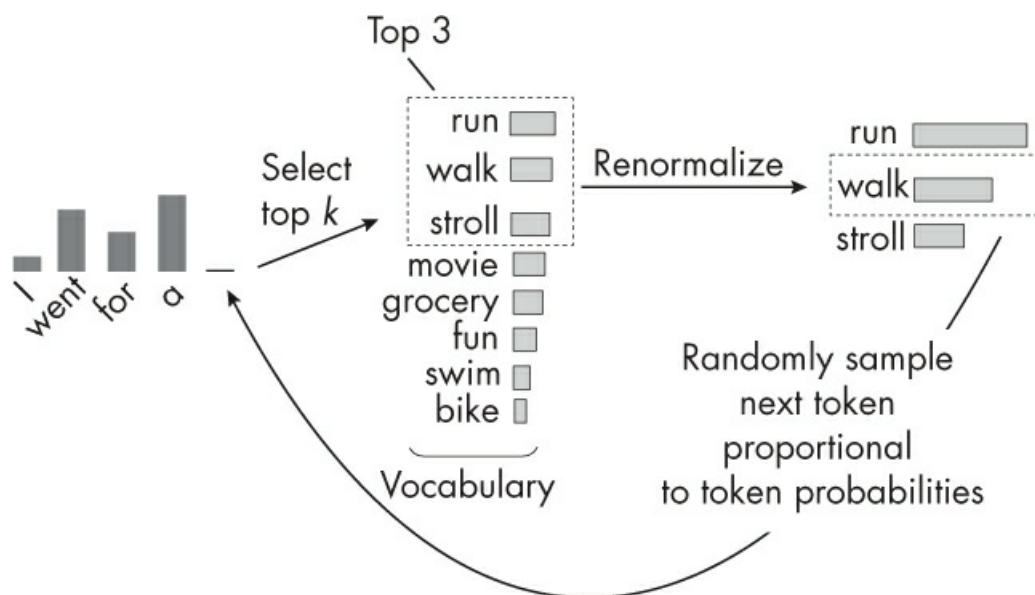 Top 3
run
walk
stroll
movie
grocery
fun
swim
bike
Vocabulary
Select
top k
I
went
for
a
Renormalize
run
walk
stroll
Randomly sample
next token
proportional
to token probabilities